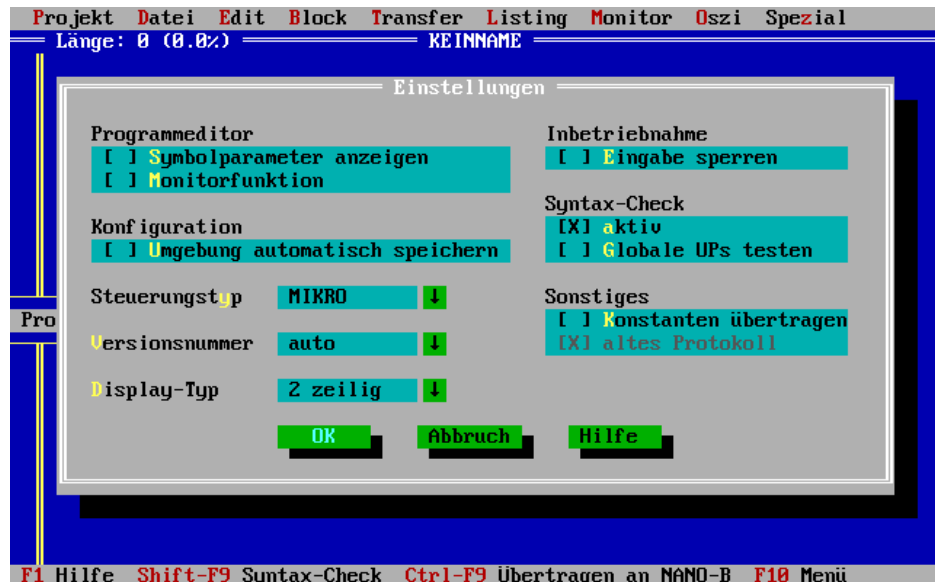 Projekt Datei Edit Block Transfer Listing Monitor Oszi Spezial
Länge: 0 (0.0%) KEINNAME
Einstellungen
Programmeditor
[ ] Symbolparameter anzeigen
[ ] Monitorfunktion
Konfiguration
[ ] Umgebung automatisch speichern
Steuerungstyp MIKRO ↓
Versionsnummer auto ↓
Display-Typ 2 zeilig ↓
Inbetriebnahme
[ ] Eingabe sperren
Syntax-Check
[X] aktiv
[ ] Globale UPs testen
Sonstiges
[ ] Konstanten übertragen
[X] altes Protokoll
OK Abbruch Hilfe
Pro
F1 Hilfe Shift-F9 Syntax-Check Ctrl-F9 Übertragen an NANO-B F10 Menü